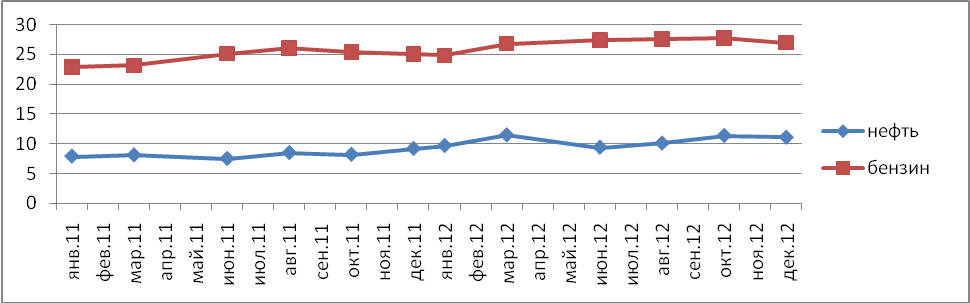 30
25
20
15
10
5
0
янв.11
фев.11
мар.11
апр.11
май.11
июн.11
июл.11
авг.11
сен.11
окт.11
ноя.11
дек.11
янв.12
фев.12
мар.12
апр.12
май.12
июн.12
июл.12
авг.12
сен.12
окт.12
ноя.12
дек.12
нефть
бензин